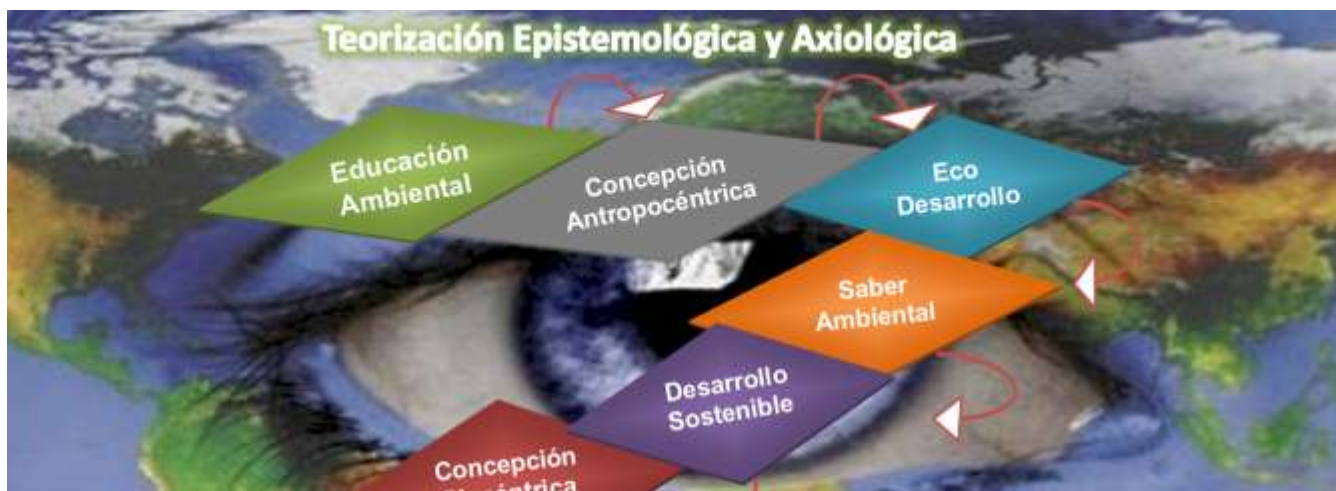 Teorización Epistemológica y Axiológica
Educación
Ambiental
Concepción
Antropocéntrica
Eco
Desarrollo
Saber
Ambiental
Desarrollo
Sostenible
Concepción